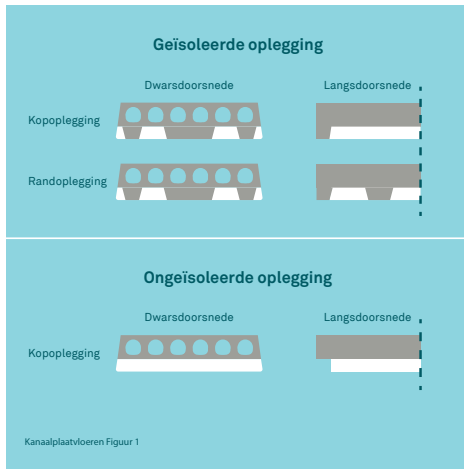 Geïsoleerde oplegging
Dwarsdoorsnede Langsdoorsnede
Kopoplegging
Randoplegging
Ongeïsoleerde oplegging
Dwarsdoorsnede Langsdoorsnede
Kopoplegging
Kanaalplaatvloeren Figuur 1